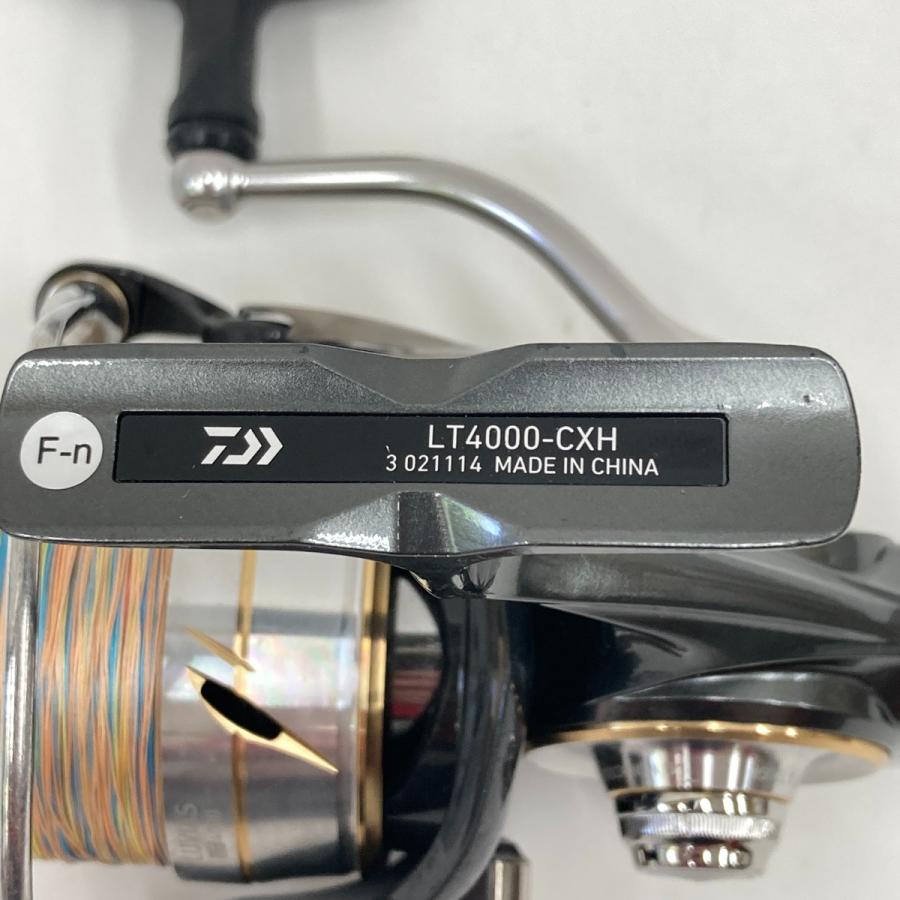 F-n
LT4000-CXH
3 021114 MADE IN CHINA